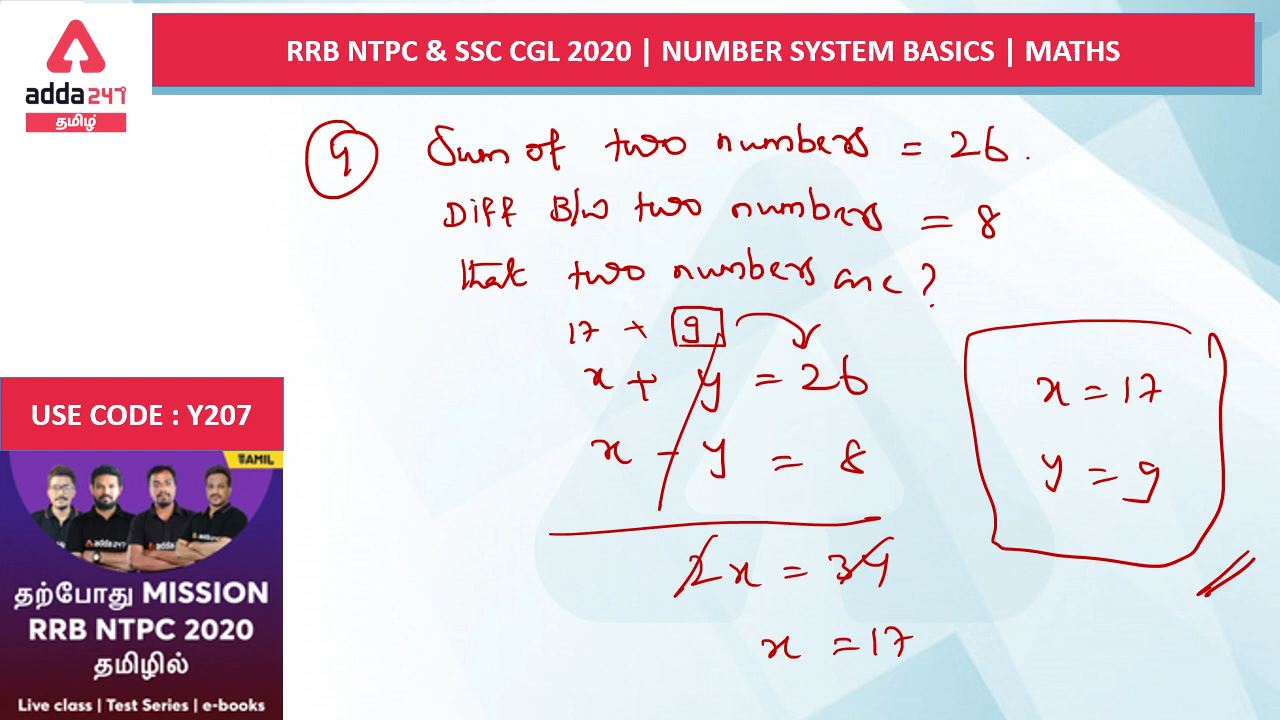 RRB NTPC & SSC CGL 2020 | NUMBER SYSTEM BASICS | MATHS
adda247
தமிழ்
9 Sum of two numbers = 26.
Diff B/w two numbers = 8
that two numbers are?
17 + 9
x + y = 26
x - y = 8
2x = 34
x = 17
x = 17
y = 9
USE CODE : Y207
TAMIL
adda247
தற்போது MISSION
RRB NTPC 2020
தமிழில்
Live class | Test Series | e-books